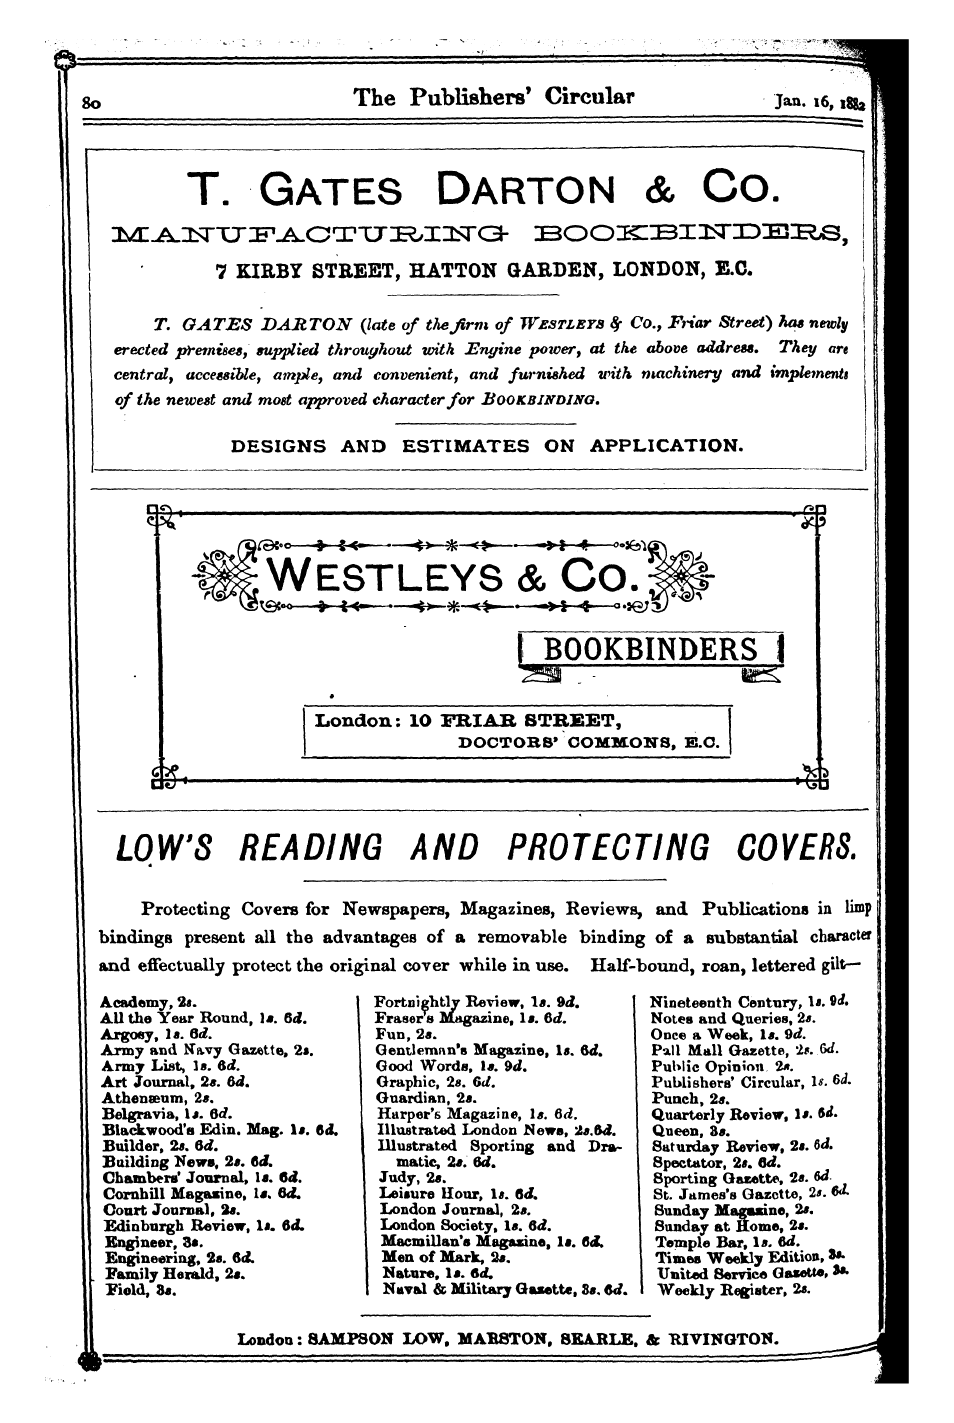 80
The Publishers' Circular
Jan. 16, 1882
T. GATES DARTON & CO.
MANUFACTURING BOOKBINDERS,
7 KIRBY STREET, HATTON GARDEN, LONDON, E.C.
T. GATES DARTON (late of the firm of WESTLEYS & Co., Friar Street) has newly
erected premises, supplied throughout with Engine power, at the above address. They are
central, accessible, ample, and convenient, and furnished with machinery and implements
of the newest and most approved character for BOOKBINDING.
DESIGNS AND ESTIMATES ON APPLICATION.
WESTLEYS & CO.
BOOKBINDERS
London: 10 FRIAR STREET,
DOCTORS' COMMONS, E.C.
LOW'S READING AND PROTECTING COVERS.
Protecting Covers for Newspapers, Magazines, Reviews, and Publications in limp
bindings present all the advantages of a removable binding of a substantial character
and effectually protect the original cover while in use. Half-bound, roan, lettered gilt—
Academy, 2s.
All the Year Round, 1s. 6d.
Argosy, 1s. 6d.
Army and Navy Gazette, 2s.
Army List, 1s. 6d.
Art Journal, 2s. 6d.
Athenæum, 2s.
Belgravia, 1s. 6d.
Blackwood's Edin. Mag. 1s. 6d.
Builder, 2s. 6d.
Building News, 2s. 6d.
Chambers' Journal, 1s. 6d.
Cornhill Magazine, 1s. 6d.
Court Journal, 2s.
Edinburgh Review, 1s. 6d.
Engineer, 3s.
Engineering, 2s. 6d.
Family Herald, 2s.
Field, 3s.
Fortnightly Review, 1s. 9d.
Fraser's Magazine, 1s. 6d.
Fun, 2s.
Gentleman's Magazine, 1s. 6d.
Good Words, 1s. 9d.
Graphic, 2s. 6d.
Guardian, 2s.
Harper's Magazine, 1s. 6d.
Illustrated London News, 2s.6d.
Illustrated Sporting and Dra-
matic, 2s. 6d.
Judy, 2s.
Leisure Hour, 1s. 6d.
London Journal, 2s.
London Society, 1s. 6d.
Macmillan's Magazine, 1s. 6d.
Men of Mark, 2s.
Nature, 1s. 6d.
Naval & Military Gazette, 3s. 6d.
Nineteenth Century, 1s. 9d.
Notes and Queries, 2s.
Once a Week, 1s. 9d.
Pall Mall Gazette, 2s. 6d.
Public Opinion 2s.
Publishers' Circular, 1s. 6d.
Punch, 2s.
Quarterly Review, 1s. 6d.
Queen, 3s.
Saturday Review, 2s. 6d.
Spectator, 2s. 6d.
Sporting Gazette, 2s. 6d.
St. James's Gazette, 2s. 6d.
Sunday Magazine, 2s.
Sunday at Home, 2s.
Temple Bar, 1s. 6d.
Times Weekly Edition, 3s.
United Service Gazette, 3s.
Weekly Register, 2s.
London: SAMPSON LOW, MARSTON, SEARLE, & RIVINGTON.